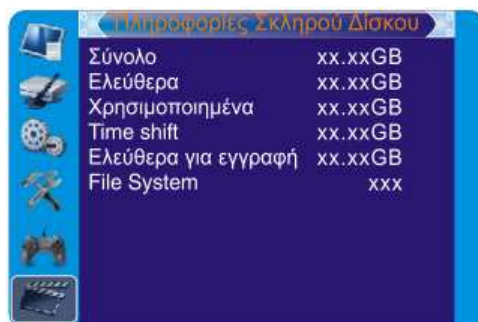 Πληροφορίες Σκληρού Δίσκου
Σύνολο xx.xxGB
Ελεύθερα xx.xxGB
Χρησιμοποιημένα xx.xxGB
Time shift xx.xxGB
Ελεύθερα για εγγραφή xx.xxGB
File System xxx